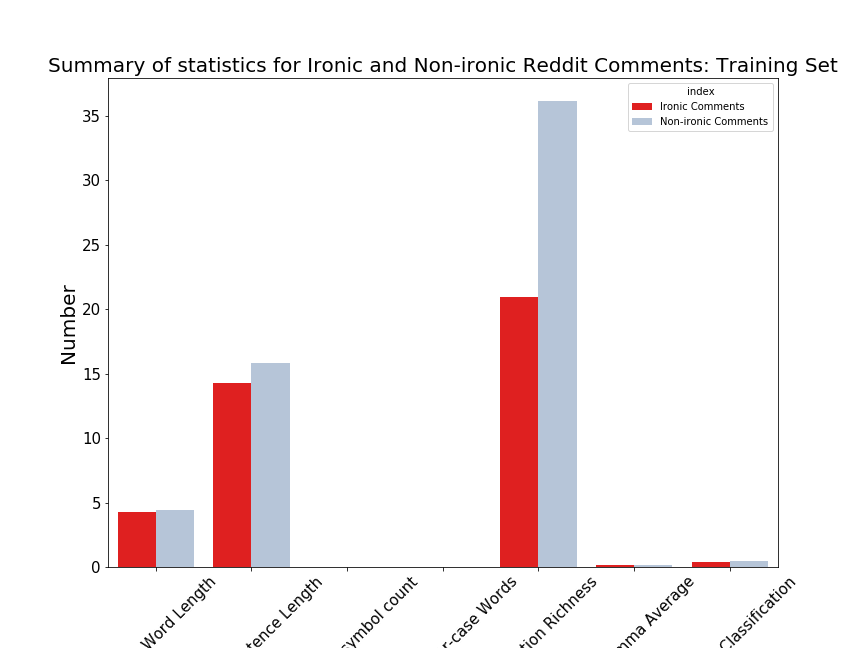 Summary of statistics for Ironic and Non-ironic Reddit Comments: Training Set
index
Ironic Comments
Non-ironic Comments
35
30
25
20
15
10
5
0
Number
Word Length
tence Length
symbol count
r-case Words
tion Richness
mma Average
Classification